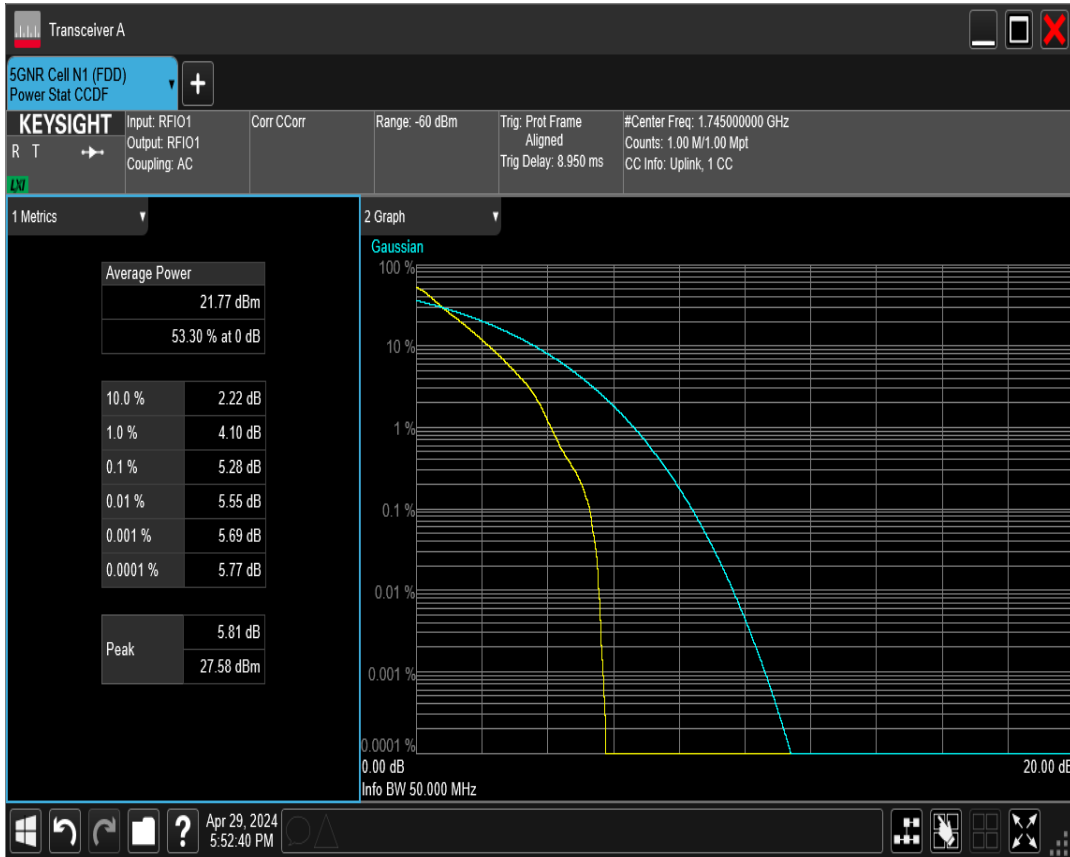 Transceiver A
5GNR Cell N1 (FDD)
Power Stat CCDF
+
KEYSIGHT
R T
LXI
Input: RFIO1
Output: RFIO1
Coupling: AC
Corr CCorr
Range: -60 dBm
Trig: Prot Frame
Aligned
Trig Delay: 8.950 ms
#Center Freq: 1.745000000 GHz
Counts: 1.00 M/1.00 Mpt
CC Info: Uplink, 1 CC
1 Metrics
Average Power
21.77 dBm
53.30 % at 0 dB
10.0 % 2.22 dB
1.0 % 4.10 dB
0.1 % 5.28 dB
0.01 % 5.55 dB
0.001 % 5.69 dB
0.0001 % 5.77 dB
Peak 5.81 dB
27.58 dBm
2 Graph
Gaussian
100 %
10 %
1 %
0.1 %
0.01 %
0.001 %
0.0001 %
0.00 dB 20.00 dB
Info BW 50.000 MHz
?
Apr 29, 2024
5:52:40 PM